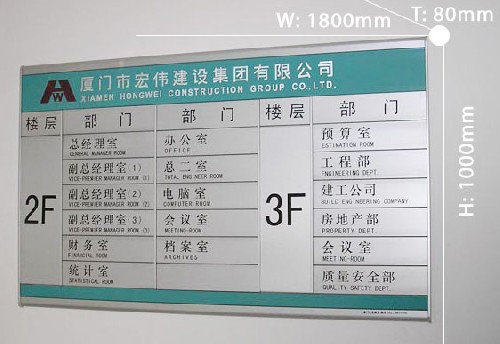 W: 1800mm
T: 80mm
H: 1000mm
HW
厦门市宏伟建设集团有限公司
XIAMEN HONGWEI CONSTRUCTION GROUP CO.,LTD.
楼层
部门
楼层
部门
2F
总经理室
GENERAL MANAGER ROOM
副总经理室(1)
VICE-PREMIER MANAGER ROOM (1)
副总经理室(2)
VICE-PREMIER MANAGER ROOM (2)
副总经理室(3)
VICE-PREMIER MANAGER ROOM (3)
财务室
FINANCIAL ROOM
统计室
STATISTICAL ROOM
办公室
OFFICE
总工室
TOTAL ENGINEER ROOM
电脑室
COMPUTER ROOM
会议室
MEETING-ROOM
档案室
ARCHIVES
3F
预算室
ESTIMATION ROOM
工程部
ENGINEERING DEPT.
建工公司
BUILD ENGINEERING COMPANY
房地产部
PROPERTY DEPT.
会议室
MEETING-ROOM
质量安全部
QUALITY SAFETY DEPT.